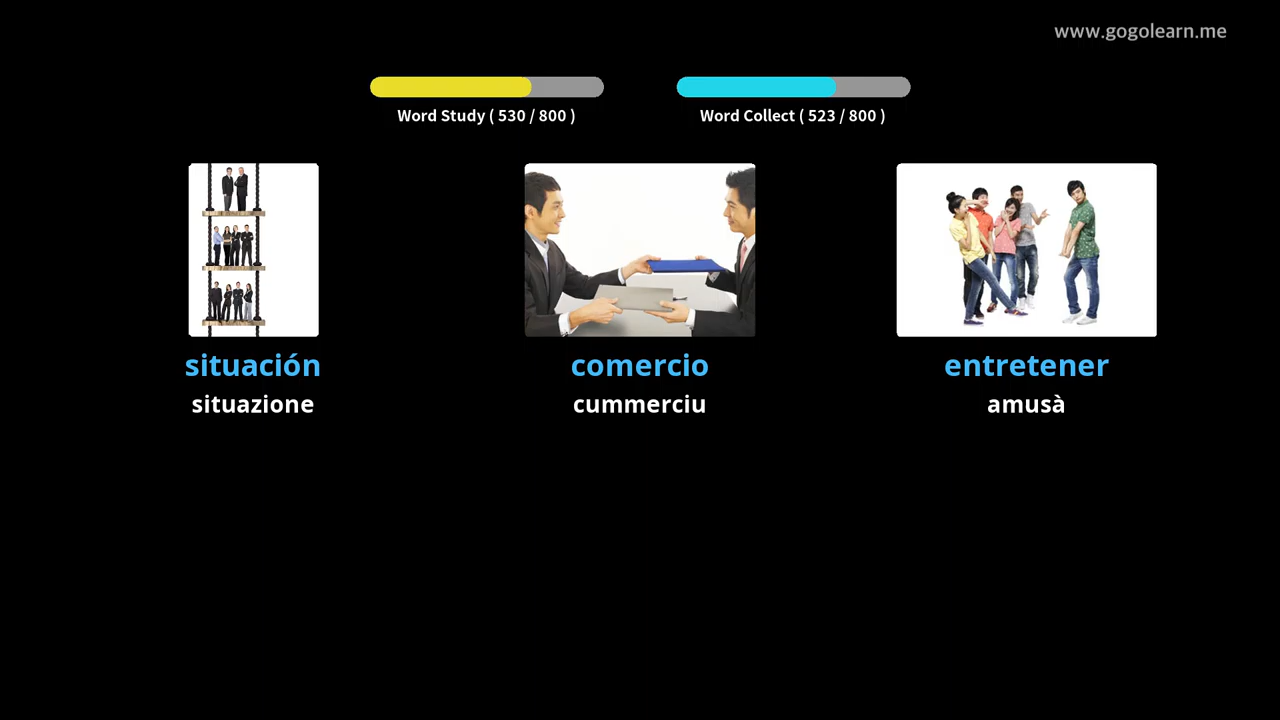 www.gogolearn.me
Word Study ( 530 / 800 )
Word Collect ( 523 / 800 )
situación
situazione
comercio
cummerciu
entretener
amusà